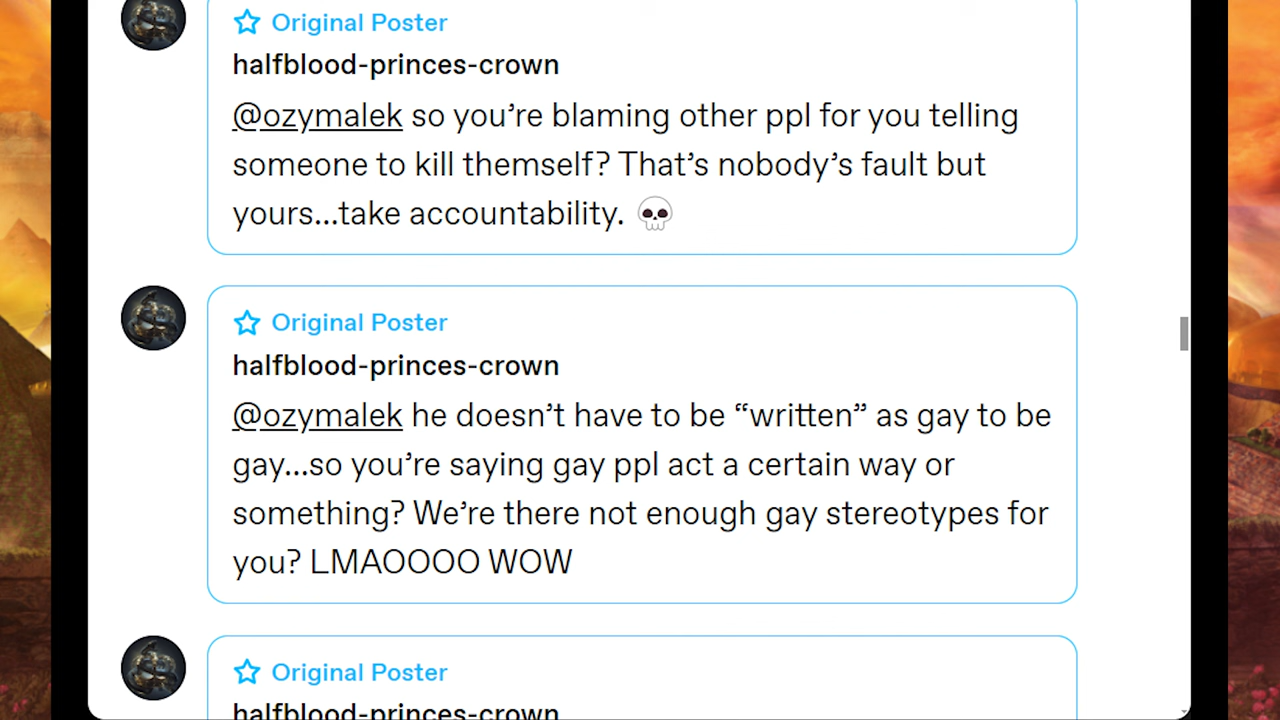 Original Poster
halfblood-princes-crown
@ozymalek so you’re blaming other ppl for you telling
someone to kill themself? That’s nobody’s fault but
yours...take accountability. 💀
Original Poster
halfblood-princes-crown
@ozymalek he doesn’t have to be “written” as gay to be
gay...so you’re saying gay ppl act a certain way or
something? We’re there not enough gay stereotypes for
you? LMAOOOO WOW
Original Poster
halfblood-princes-crown